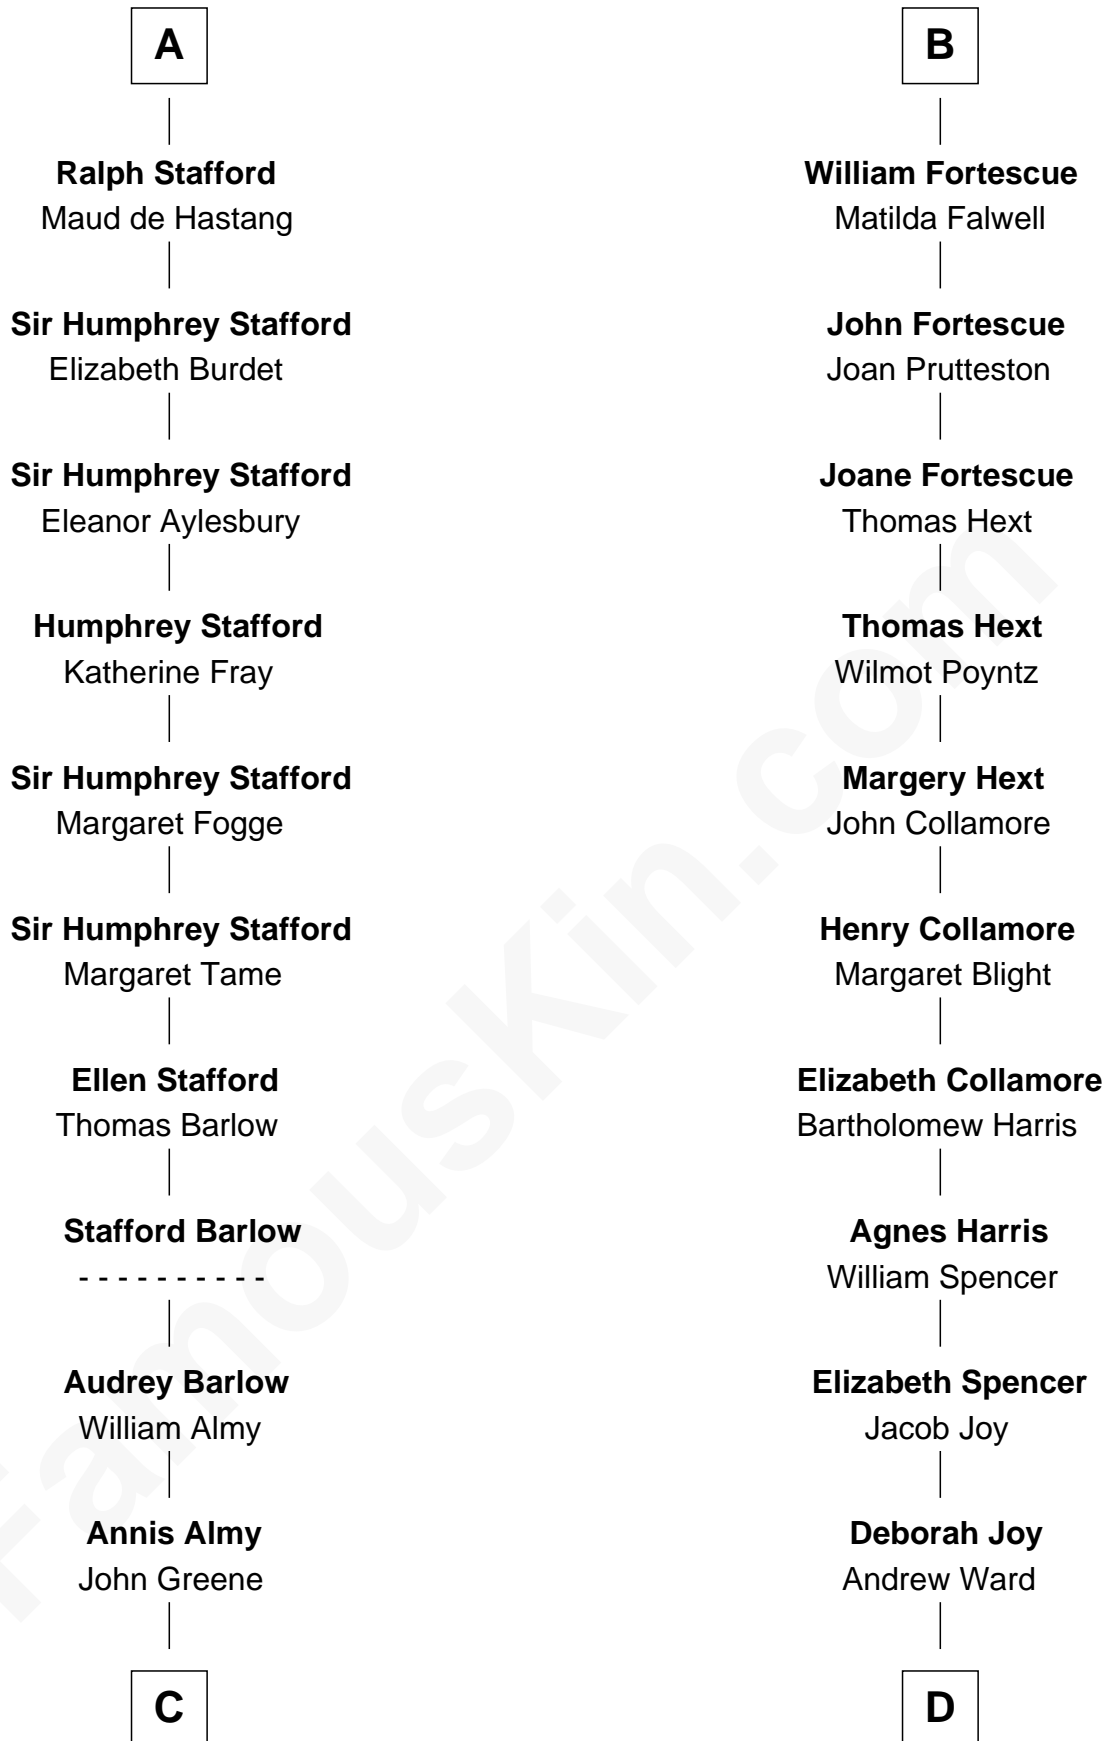 A
Ralph Stafford
Maud de Hastang
Sir Humphrey Stafford
Elizabeth Burdet
Sir Humphrey Stafford
Eleanor Aylesbury
Humphrey Stafford
Katherine Fray
Sir Humphrey Stafford
Margaret Fogge
Sir Humphrey Stafford
Margaret Tame
Ellen Stafford
Thomas Barlow
Stafford Barlow
- - - - - - - - - -
Audrey Barlow
William Almy
Annis Almy
John Greene
C
B
William Fortescue
Matilda Falwell
John Fortescue
Joan Prutteston
Joane Fortescue
Thomas Hext
Thomas Hext
Wilmot Poyntz
Margery Hext
John Collamore
Henry Collamore
Margaret Blight
Elizabeth Collamore
Bartholomew Harris
Agnes Harris
William Spencer
Elizabeth Spencer
Jacob Joy
Deborah Joy
Andrew Ward
D
FamousKin.com